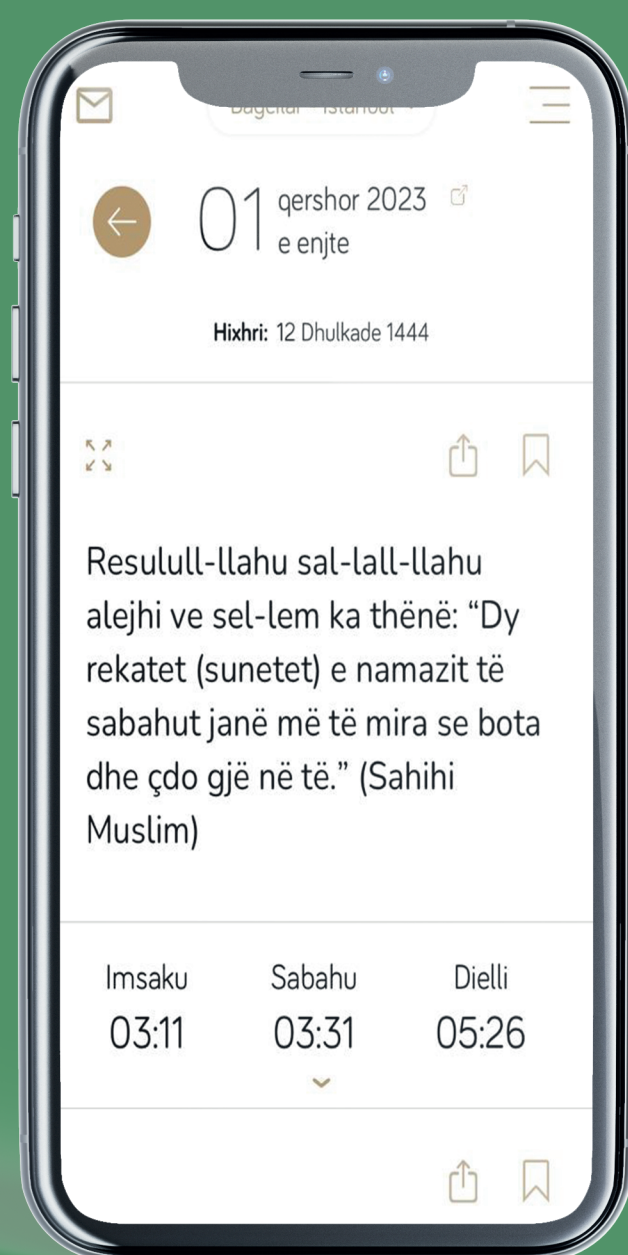 01 qershor 2023
e enjte
Hixhri: 12 Dhulkade 1444
Resulull-llahu sal-lall-llahu
alejhi ve sel-lem ka thënë: “Dy
rekatet (sunetet) e namazit të
sabahut janë më të mira se bota
dhe çdo gjë në të.” (Sahihi
Muslim)
Imsaku Sabahu Dielli
03:11 03:31 05:26